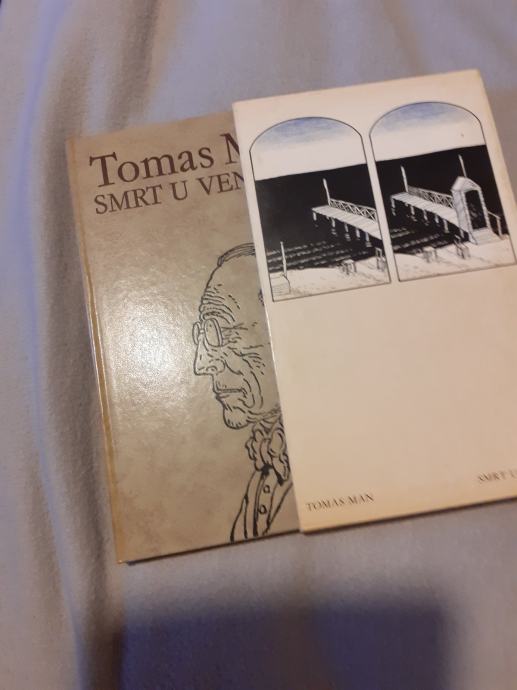 Tomas M
SMRT U VEN
TOMAS MAN
SMRT U